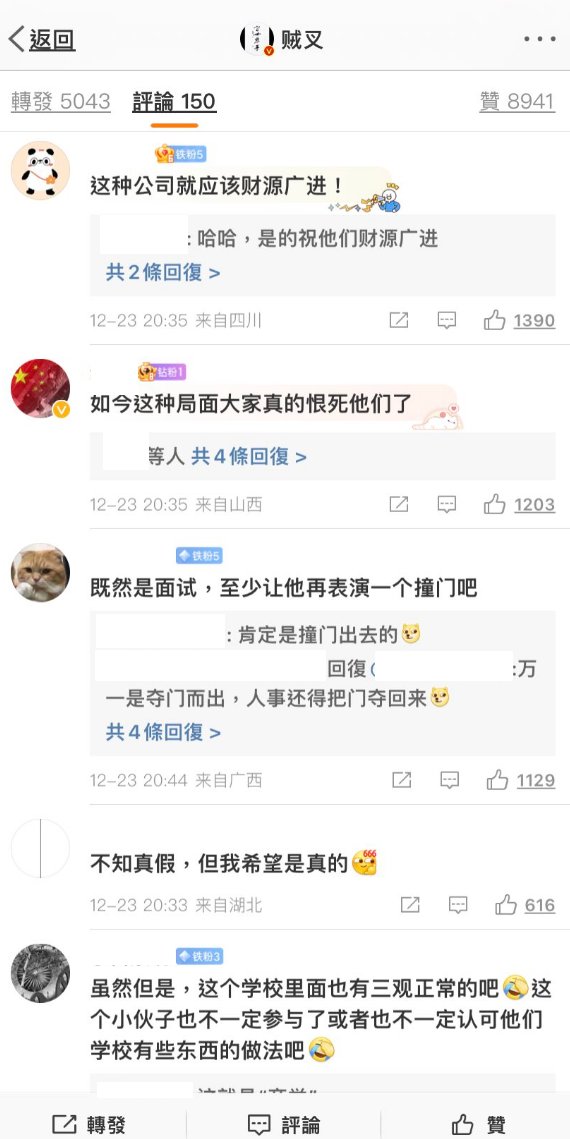 返回
贼叉
轉發 5043 評論 150 贊 8941
铁粉5
这种公司就应该财源广进！
: 哈哈，是的祝他们财源广进
共2條回復 >
12-23 20:35 来自四川 1390
钻粉1
如今这种局面大家真的恨死他们了
等人 共4條回復 >
12-23 20:35 来自山西 1203
铁粉5
既然是面试，至少让他再表演一个撞门吧
: 肯定是撞门出去的
回復 :万
一是夺门而出，人事还得把门夺回来
共4條回復 >
12-23 20:44 来自广西 1129
不知真假，但我希望是真的666
12-23 20:33 来自湖北 616
铁粉3
虽然但是，这个学校里面也有三观正常的吧这
个小伙子也不一定参与了或者也不一定认可他们
学校有些东西的做法吧
轉發 評論 贊